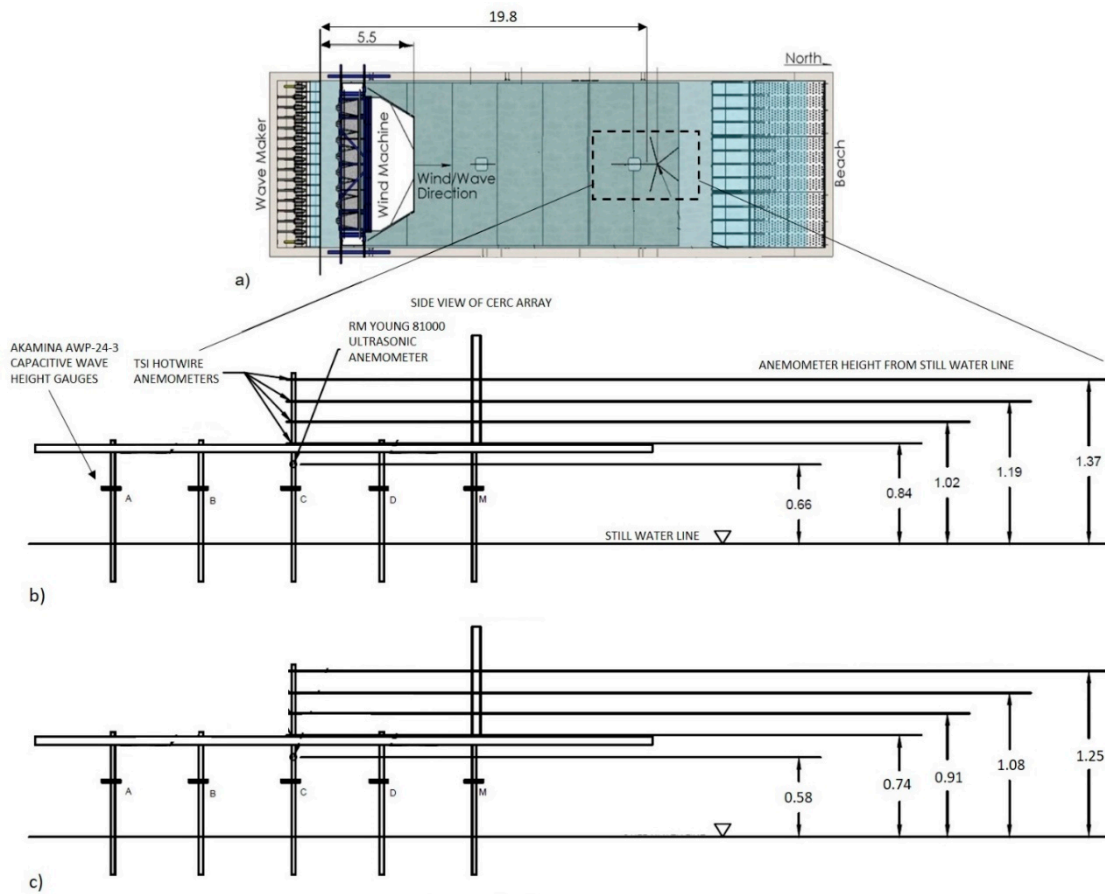 19.8
5.5
North
Wave Maker
Wind Machine
Wind/Wave
Direction
Beach
a)
SIDE VIEW OF CERC ARRAY
AKAMINA AWP-24-3
CAPACITIVE WAVE
HEIGHT GAUGES
TSI HOTWIRE
ANEMOMETERS
RM YOUNG 81000
ULTRASONIC
ANEMOMETER
ANEMOMETER HEIGHT FROM STILL WATER LINE
1.37
1.19
1.02
0.84
0.66
A
B
C
D
M
STILL WATER LINE
b)
1.25
1.08
0.91
0.74
0.58
A
B
C
D
M
c)